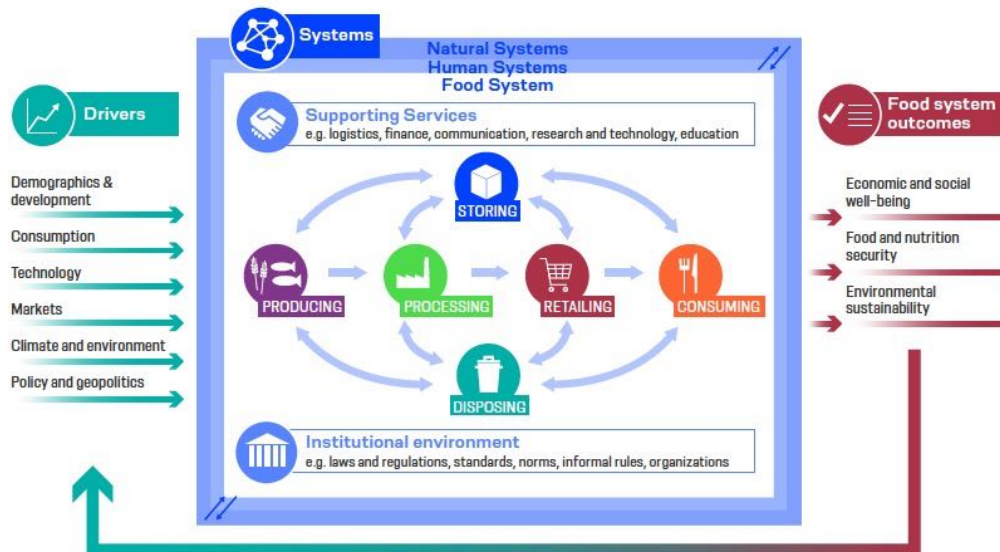 Systems
Natural Systems
Human Systems
Food System
Drivers
Demographics &
development
Consumption
Technology
Markets
Climate and environment
Policy and geopolitics
Supporting Services
e.g. logistics, finance, communication, research and technology, education
STORING
PRODUCING
PROCESSING
RETAILING
CONSUMING
DISPOSING
Institutional environment
e.g. laws and regulations, standards, norms, informal rules, organizations
Food system
outcomes
Economic and social
well-being
Food and nutrition
security
Environmental
sustainability